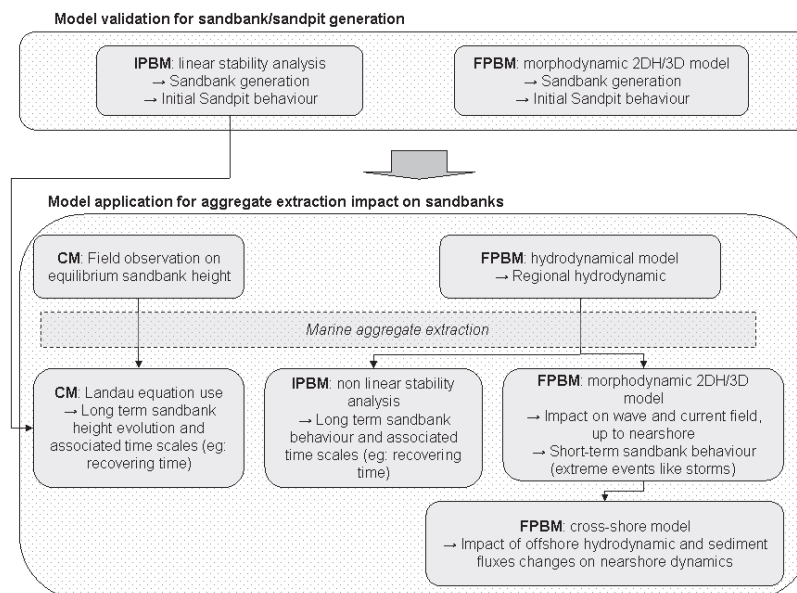 Model validation for sandbank/sandpit generation
IPBM: linear stability analysis
→ Sandbank generation
→ Initial Sandpit behaviour
FPBM: morphodynamic 2DH/3D model
→ Sandbank generation
→ Initial Sandpit behaviour
Model application for aggregate extraction impact on sandbanks
CM: Field observation on
equilibrium sandbank height
FPBM: hydrodynamical model
→ Regional hydrodynamic
Marine aggregate extraction
CM: Landau equation use
→ Long term sandbank
height evolution and
associated time scales (eg:
recovering time)
IPBM: non linear stability
analysis
→ Long term sandbank
behaviour and associated
time scales (eg: recovering
time)
FPBM: morphodynamic 2DH/3D
model
→ Impact on wave and current field,
up to nearshore
→ Short-term sandbank behaviour
(extreme events like storms)
FPBM: cross-shore model
→ Impact of offshore hydrodynamic and sediment
fluxes changes on nearshore dynamics